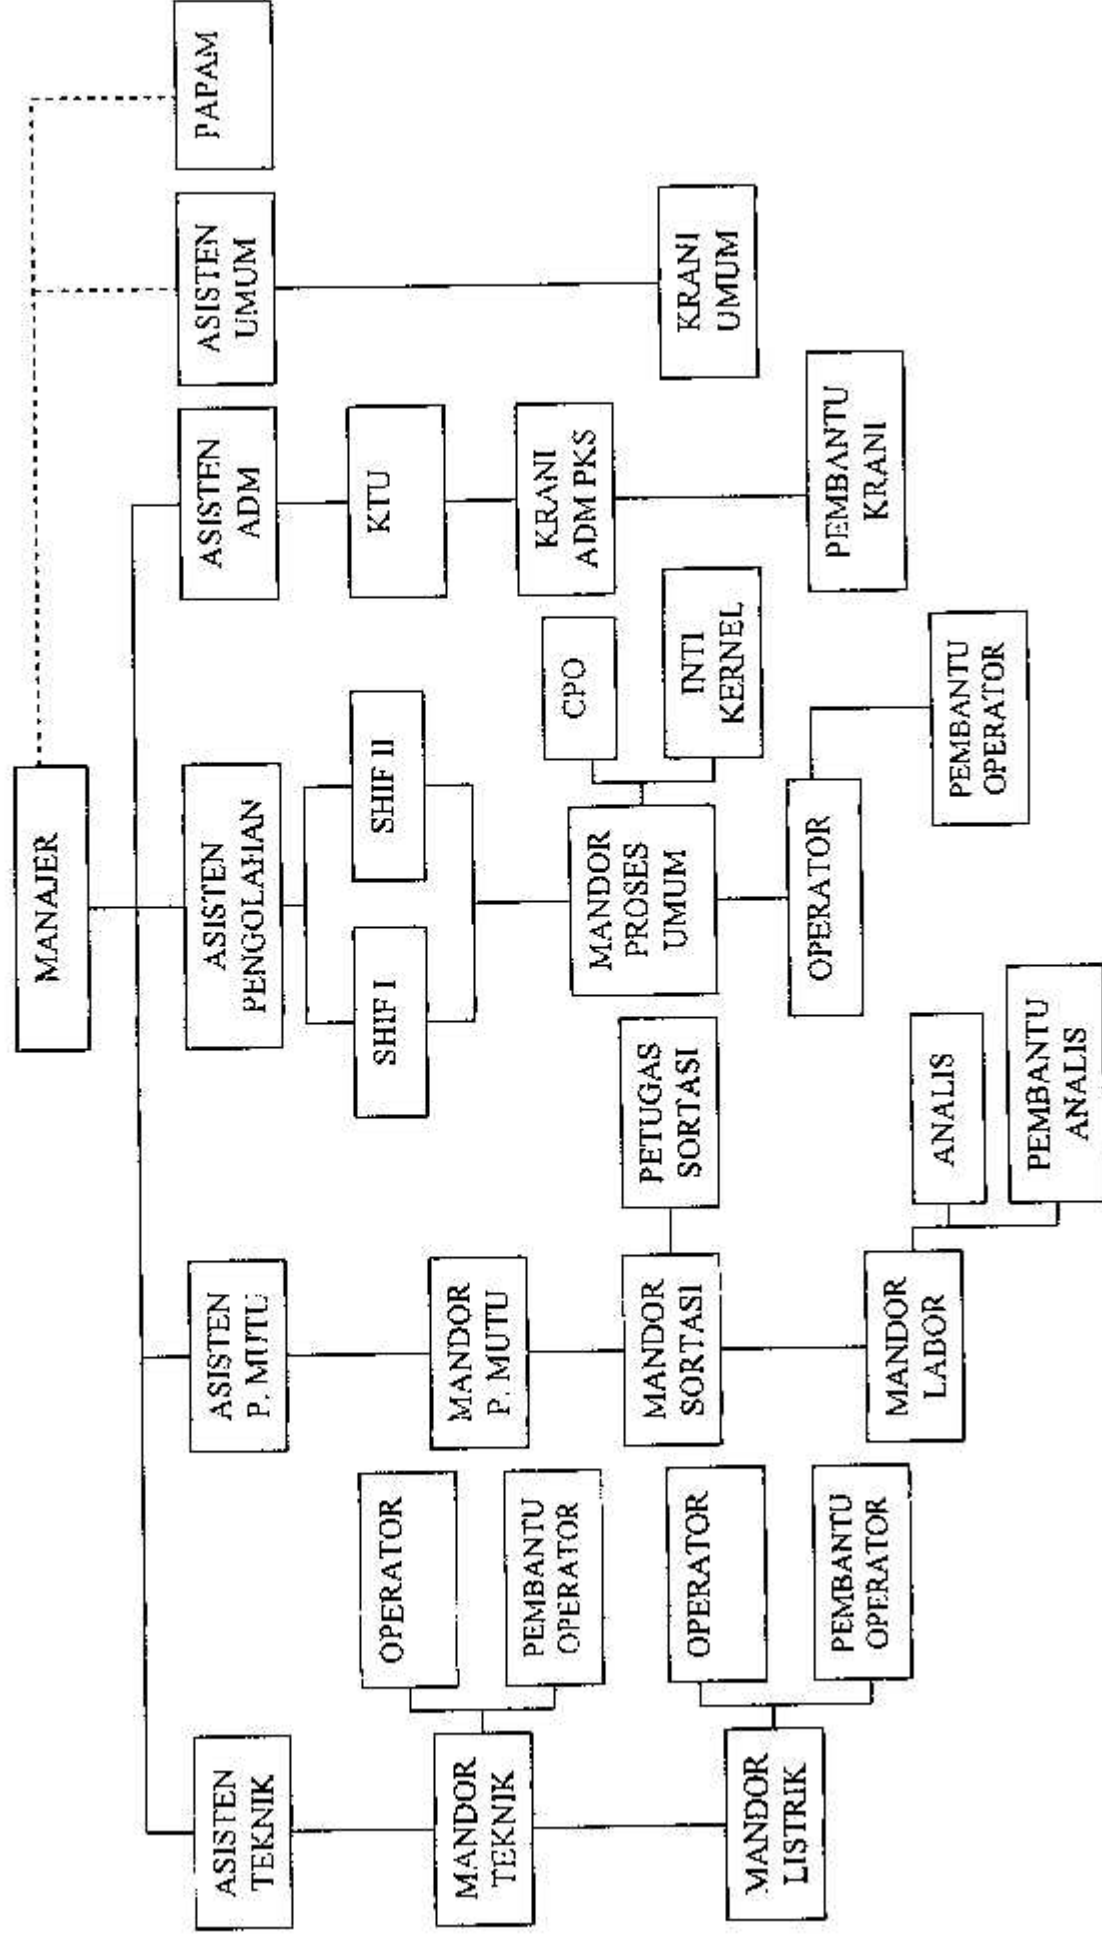 MANAJER
ASISTEN
TEKNIK
ASISTEN
P. MUTU
ASISTEN
PENGOLAHAN
ASISTEN
ADM
ASISTEN
UMUM
PAPAM
SHIF I
SHIF II
KTU
OPERATOR
MANDOR
TEKNIK
PEMBANTU
OPERATOR
MANDOR
P. MUTU
KRANI
ADM PKS
CPO
MANDOR
PROSES
UMUM
INTI
KERNEL
MANDOR
SORTASI
PETUGAS
SORTASI
KRANI
UMUM
OPERATOR
MANDOR
LISTRIK
PEMBANTU
OPERATOR
OPERATOR
PEMBANTU
KRANI
MANDOR
LABOR
ANALIS
PEMBANTU
ANALIS
PEMBANTU
OPERATOR